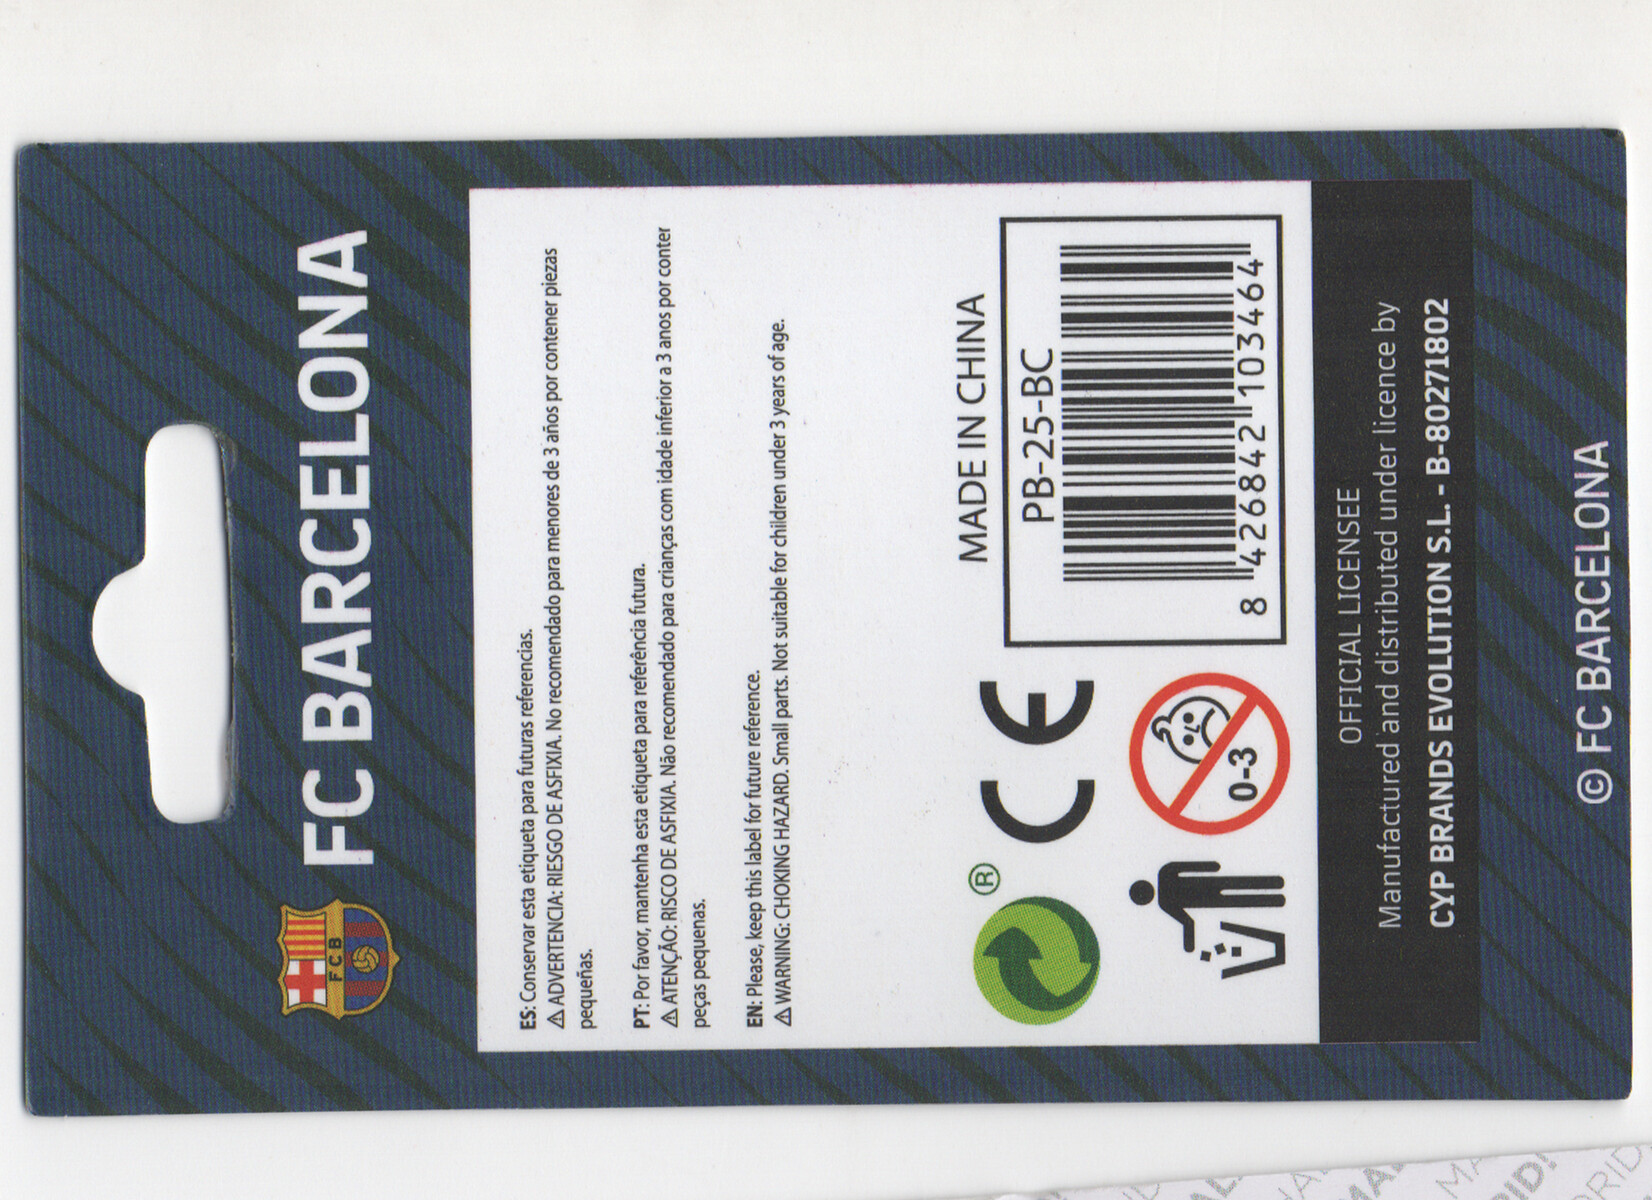 FC BARCELONA
FCB
ES: Conservar esta etiqueta para futuras referencias.
⚠ ADVERTENCIA: RIESGO DE ASFIXIA. No recomendado para menores de 3 años por contener piezas
pequeñas.
PT: Por favor, mantenha esta etiqueta para referência futura.
⚠ ATENÇÃO: RISCO DE ASFIXIA. Não recomendado para crianças com idade inferior a 3 anos por conter
peças pequenas.
EN: Please, keep this label for future reference.
⚠ WARNING: CHOKING HAZARD. Small parts. Not suitable for children under 3 years of age.
MADE IN CHINA
PB-25-BC
8 426842 103464
®
CE
0-3
OFFICIAL LICENSEE
Manufactured and distributed under licence by
CYP BRANDS EVOLUTION S.L. - B-80271802
© FC BARCELONA